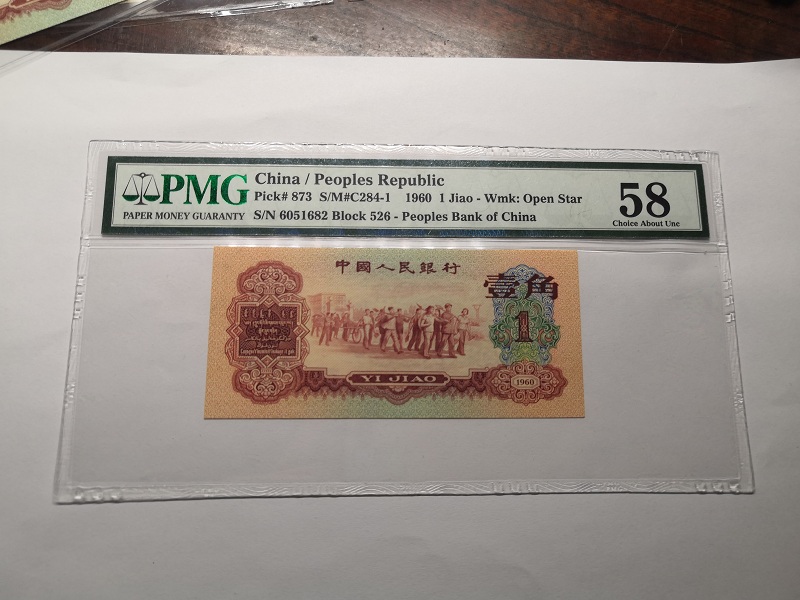 PMG
PAPER MONEY GUARANTY
China / Peoples Republic
Pick# 873 S/M#C284-1 1960 1 Jiao - Wmk: Open Star
S/N 6051682 Block 526 - Peoples Bank of China
58
Choice About Unc
中國人民銀行
壹角
1
YI JIAO
1960